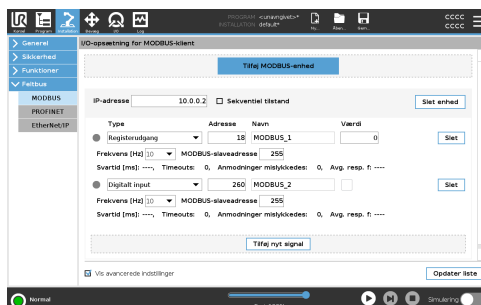 PROGRAM <unavngivet>*
INSTALLATION default*
Kørsel Program Installation Bevæg I/O Log Ny... Åbn... Gem...
cccc
cccc
Generel
I/O-opsætning for MODBUS-klient
Sikkerhed
Funktioner
Feltbus
MODBUS
PROFINET
EtherNet/IP
Tilføj MODBUS-enhed
IP-adresse 10.0.0.2 Sekventiel tilstand Slet enhed
Type Adresse Navn Værdi
Registerudgang 18 MODBUS_1 0 Slet
Frekvens [Hz] 10 MODBUS-slaveadresse 255
Svartid [ms]: ----, Timeouts: 0, Anmodninger mislykkedes: 0, Avg. resp. f: ----
Digitalt input 260 MODBUS_2 Slet
Frekvens [Hz] 10 MODBUS-slaveadresse 255
Svartid [ms]: ----, Timeouts: 0, Anmodninger mislykkedes: 0, Avg. resp. f: ----
Tilføj nyt signal
Vis avancerede indstillinger Opdater liste
Normal Simulering